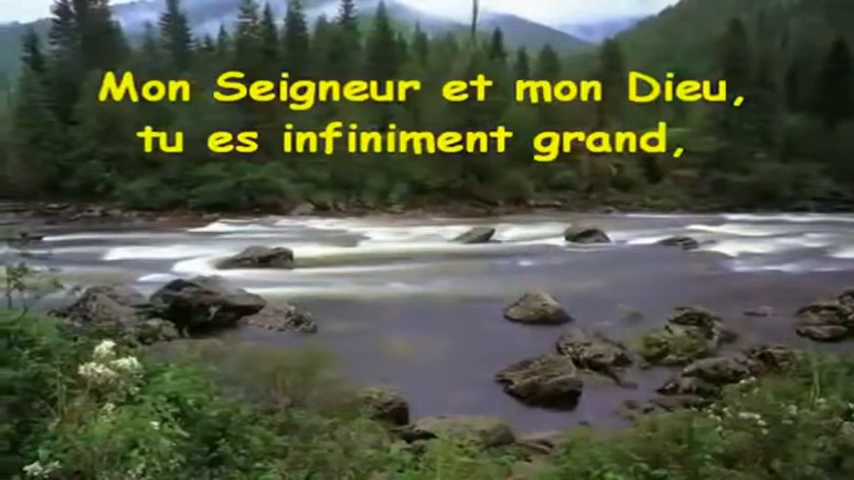 Mon Seigneur et mon Dieu,
tu es infiniment grand,